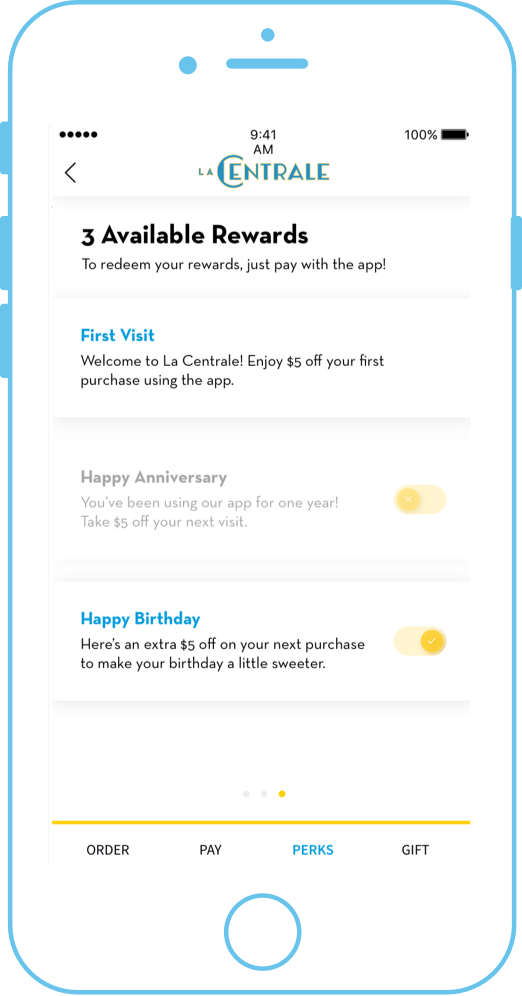 9:41
AM
100%
LA CENTRALE
3 Available Rewards
To redeem your rewards, just pay with the app!
First Visit
Welcome to La Centrale! Enjoy $5 off your first
purchase using the app.
Happy Anniversary
You've been using our app for one year!
Take $5 off your next visit.
Happy Birthday
Here's an extra $5 off on your next purchase
to make your birthday a little sweeter.
ORDER PAY PERKS GIFT